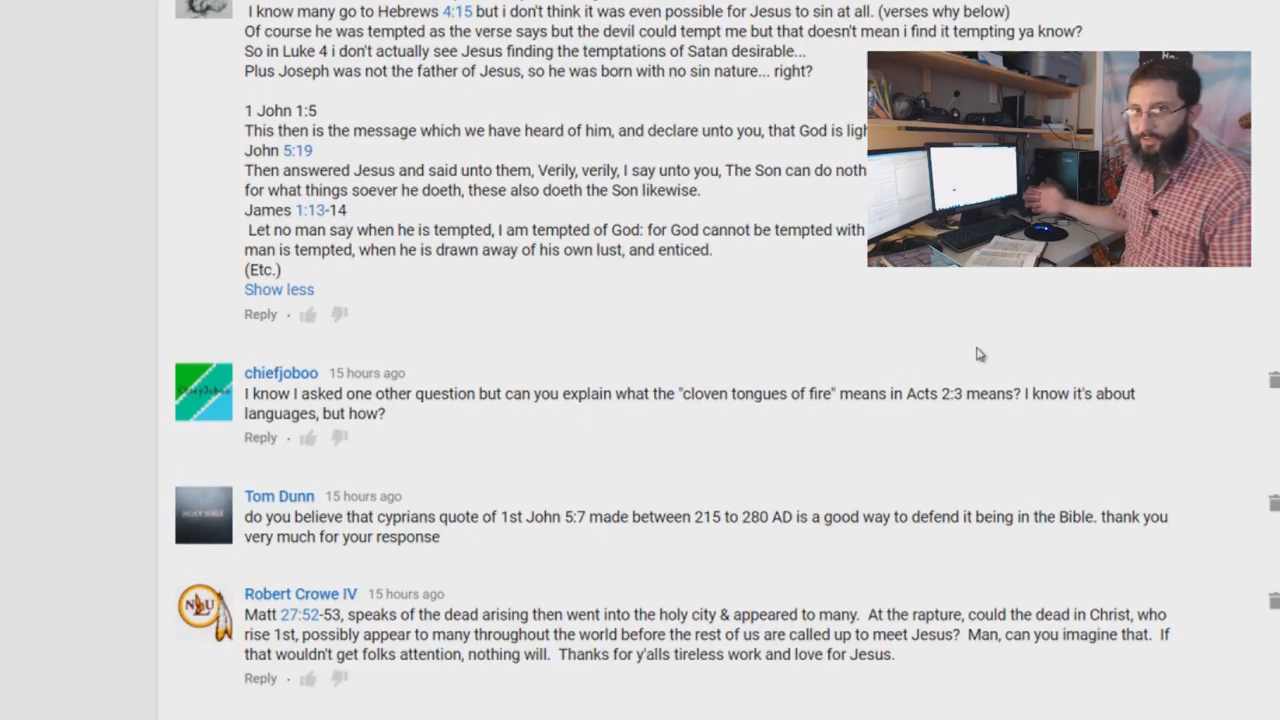 I know many go to Hebrews 4:15 but i don't think it was even possible for Jesus to sin at all. (verses why below)
Of course he was tempted as the verse says but the devil could tempt me but that doesn't mean i find it tempting ya know?
So in Luke 4 i don't actually see Jesus finding the temptations of Satan desirable...
Plus Joseph was not the father of Jesus, so he was born with no sin nature... right?
1 John 1:5
This then is the message which we have heard of him, and declare unto you, that God is
John 5:19
Then answered Jesus and said unto them, Verily, verily, I say unto you, The Son can do
for what things soever he doeth, these also doeth the Son likewise.
James 1:13-14
Let no man say when he is tempted, I am tempted of God: for God cannot be tempted with
man is tempted, when he is drawn away of his own lust, and enticed.
(Etc.)
Show less
Reply
chiefjoboo 15 hours ago
I know I asked one other question but can you explain what the "cloven tongues of fire" means in Acts 2:3 means? I know it's about
languages, but how?
Reply
HOLY BIBLE
Tom Dunn 15 hours ago
do you believe that cyprians quote of 1st John 5:7 made between 215 to 280 AD is a good way to defend it being in the Bible. thank you
very much for your response
Robert Crowe IV 15 hours ago
Matt 27:52-53, speaks of the dead arising then went into the holy city & appeared to many. At the rapture, could the dead in Christ, who
rise 1st, possibly appear to many throughout the world before the rest of us are called up to meet Jesus? Man, can you imagine that. If
that wouldn't get folks attention, nothing will. Thanks for y'alls tireless work and love for Jesus.
Reply